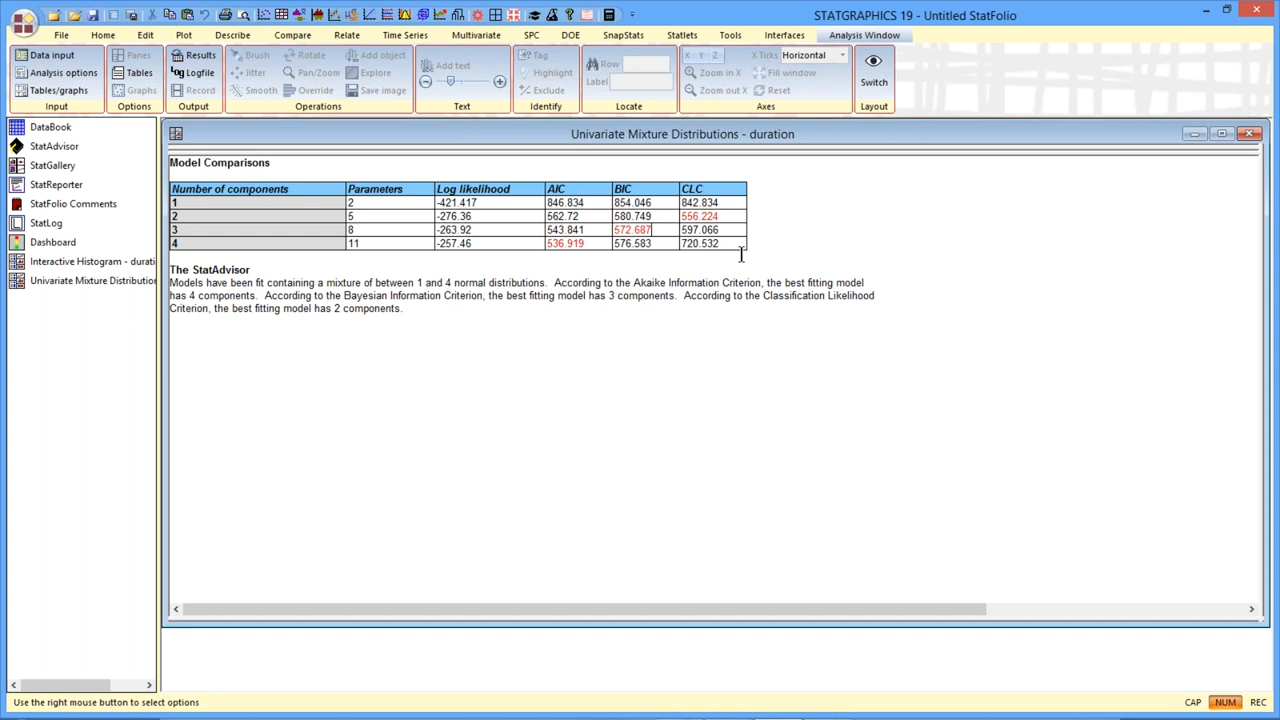 STATGRAPHICS 19 - Untitled StatFolio
File Home Edit Plot Describe Compare Relate Time Series Multivariate SPC DOE SnapStats Statlets Tools Interfaces Analysis Window
Data input Panes Results Brush Rotate Add object Add text Tag Row X - Y - Z X Ticks Horizontal
Analysis options Tables Logfile Jitter Pan/Zoom Explore Highlight Label Zoom in X Fill window Switch
Tables/graphs Graphs Record Smooth Override Save image Exclude Zoom out X Reset
Input Options Output Operations Text Identify Locate Axes Layout
DataBook
StatAdvisor
StatGallery
StatReporter
StatFolio Comments
StatLog
Dashboard
Interactive Histogram - durati
Univariate Mixture Distribution
Univariate Mixture Distributions - duration
Model Comparisons
Number of components Parameters Log likelihood AIC BIC CLC
1 2 -421.417 846.834 854.046 842.834
2 5 -276.36 562.72 580.749 556.224
3 8 -263.92 543.841 572.687 597.066
4 11 -257.46 536.919 576.583 720.532
The StatAdvisor
Models have been fit containing a mixture of between 1 and 4 normal distributions. According to the Akaike Information Criterion, the best fitting model
has 4 components. According to the Bayesian Information Criterion, the best fitting model has 3 components. According to the Classification Likelihood
Criterion, the best fitting model has 2 components.
Use the right mouse button to select options CAP NUM REC